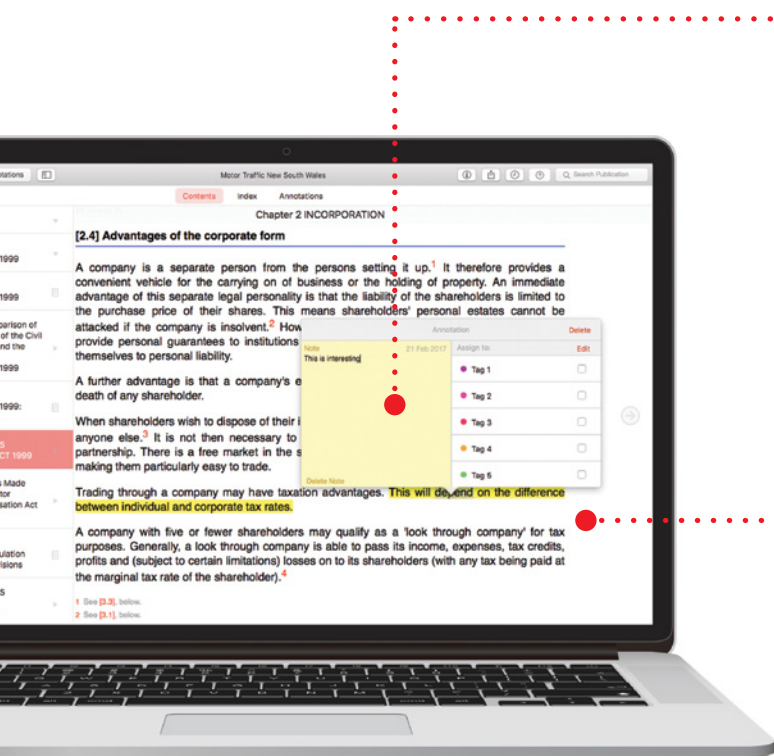 otations
Motor Traffic New South Wales
Search Publication
Contents Index Annotations
1999
1999
parison of
of the Civil
nd the
1999
1999:
S
CT 1999
s Made
tor
sation Act
ulation
isions
S
Chapter 2 INCORPORATION
[2.4] Advantages of the corporate form
A company is a separate person from the persons setting it up.1 It therefore provides a
convenient vehicle for the carrying on of business or the holding of property. An immediate
advantage of this separate legal personality is that the liability of the shareholders is limited to
the purchase price of their shares. This means shareholders' personal estates cannot be
attacked if the company is insolvent.2 How
provide personal guarantees to institutions
themselves to personal liability.
A further advantage is that a company's e
death of any shareholder.
When shareholders wish to dispose of their i
anyone else.3 It is not then necessary to
partnership. There is a free market in the s
making them particularly easy to trade.
Trading through a company may have taxation advantages. This will depend on the difference
between individual and corporate tax rates.
A company with five or fewer shareholders may qualify as a 'look through company' for tax
purposes. Generally, a look through company is able to pass its income, expenses, tax credits,
profits and (subject to certain limitations) losses on to its shareholders (with any tax being paid at
the marginal tax rate of the shareholder).4
1 See [3.3], below.
2 See [3.1], below.
Annotation
Delete
Note 21 Feb 2017
This is interesting
Delete Note
Assign to: Edit
Tag 1
Tag 2
Tag 3
Tag 4
Tag 5